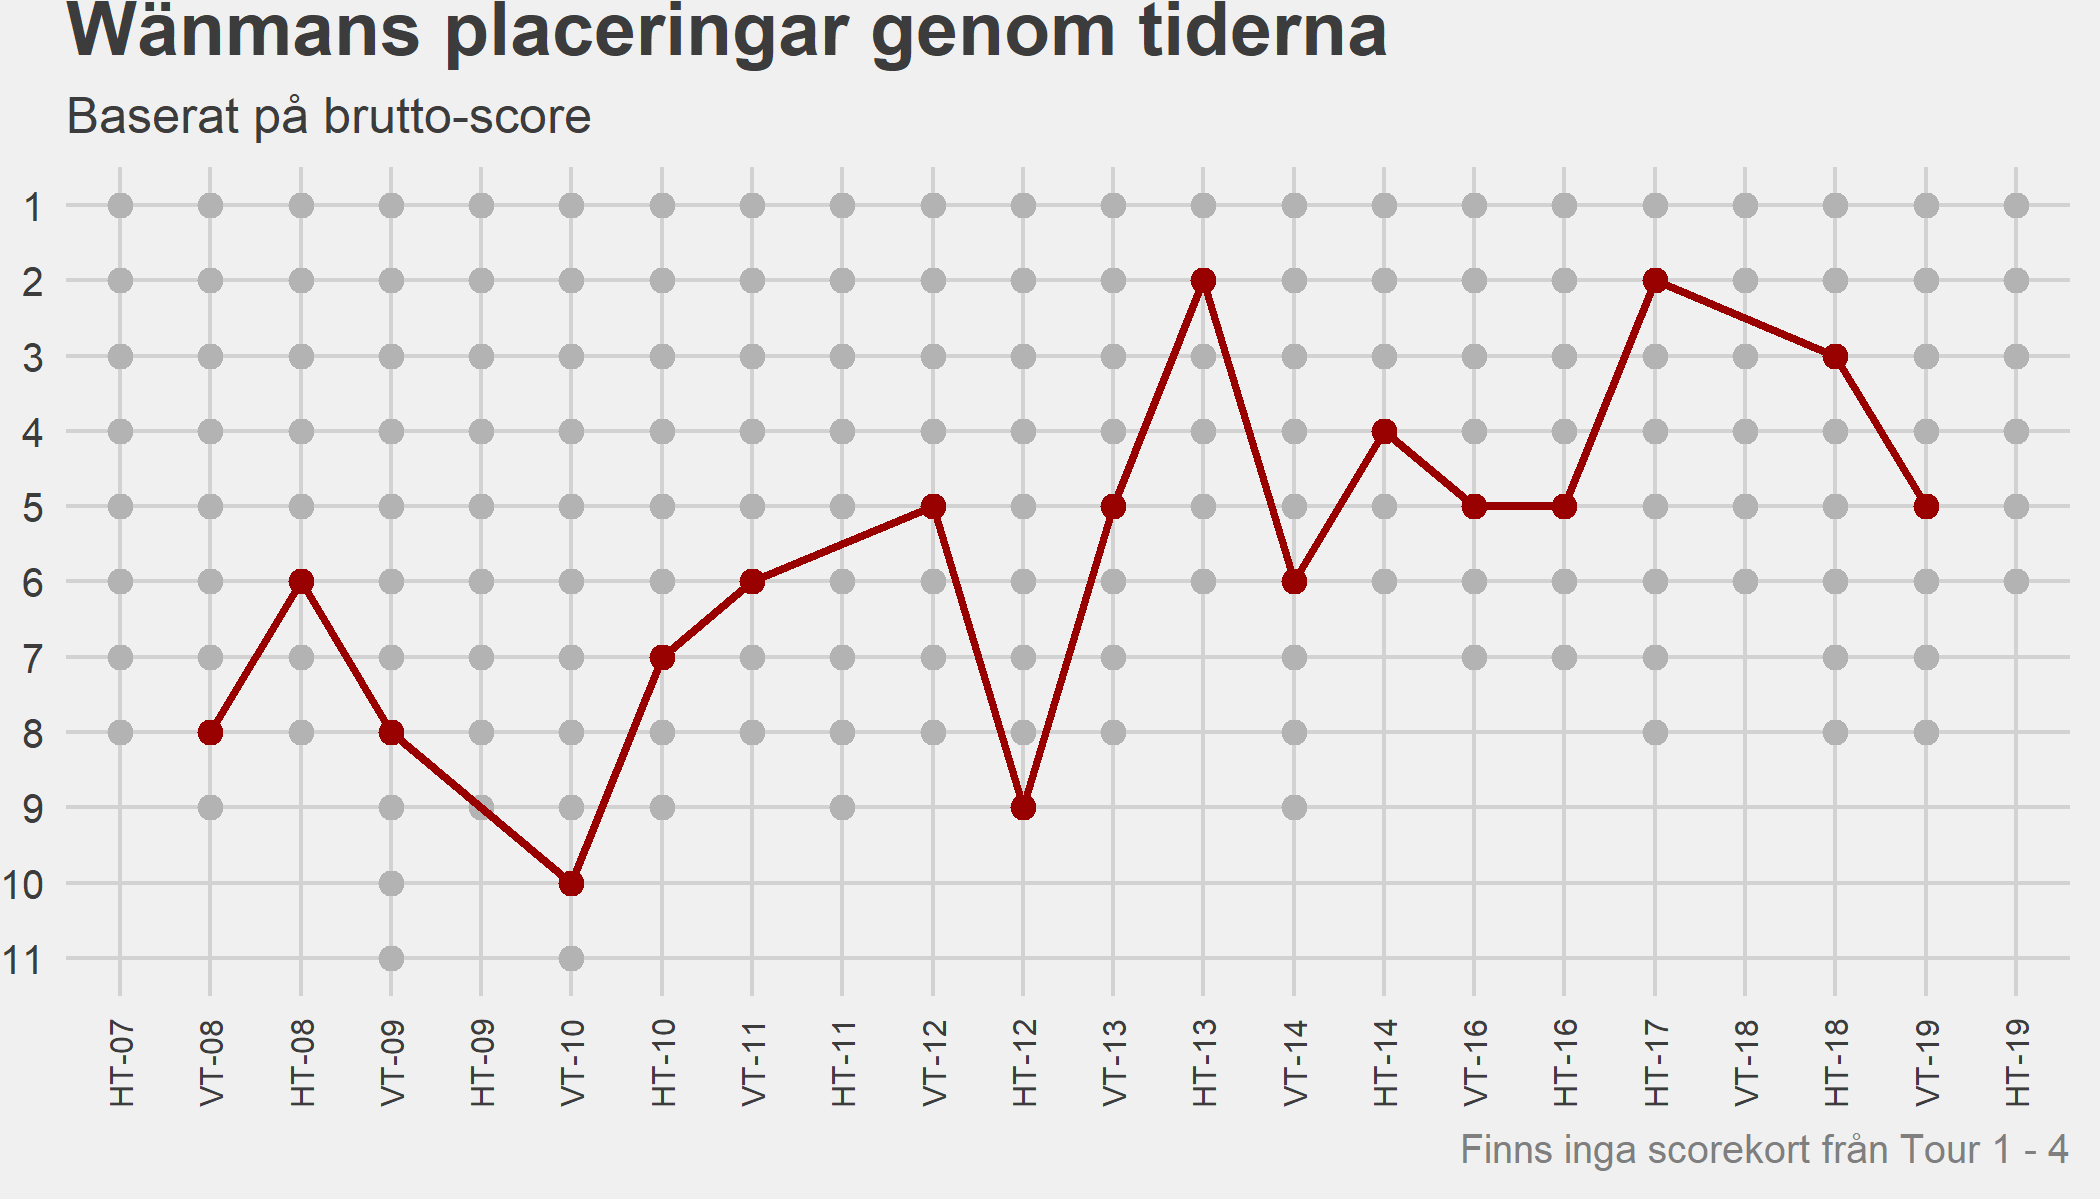 Wänmans placeringar genom tiderna
Baserat på brutto-score
1
2
3
4
5
6
7
8
9
10
11
HT-07
VT-08
HT-08
VT-09
HT-09
VT-10
HT-10
VT-11
HT-11
VT-12
HT-12
VT-13
HT-13
VT-14
HT-14
VT-16
HT-16
HT-17
VT-18
HT-18
VT-19
HT-19
Finns inga scorekort från Tour 1 - 4